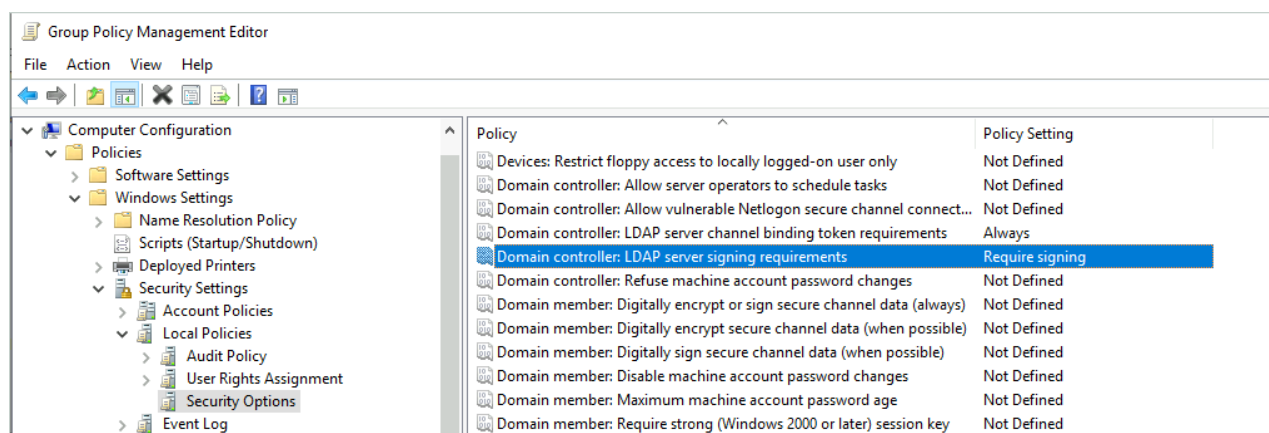 Group Policy Management Editor
File Action View Help
Computer Configuration
Policies
Software Settings
Windows Settings
Name Resolution Policy
Scripts (Startup/Shutdown)
Deployed Printers
Security Settings
Account Policies
Local Policies
Audit Policy
User Rights Assignment
Security Options
Event Log
Policy Policy Setting
Devices: Restrict floppy access to locally logged-on user only Not Defined
Domain controller: Allow server operators to schedule tasks Not Defined
Domain controller: Allow vulnerable Netlogon secure channel connect... Not Defined
Domain controller: LDAP server channel binding token requirements Always
Domain controller: LDAP server signing requirements Require signing
Domain controller: Refuse machine account password changes Not Defined
Domain member: Digitally encrypt or sign secure channel data (always) Not Defined
Domain member: Digitally encrypt secure channel data (when possible) Not Defined
Domain member: Digitally sign secure channel data (when possible) Not Defined
Domain member: Disable machine account password changes Not Defined
Domain member: Maximum machine account password age Not Defined
Domain member: Require strong (Windows 2000 or later) session key Not Defined